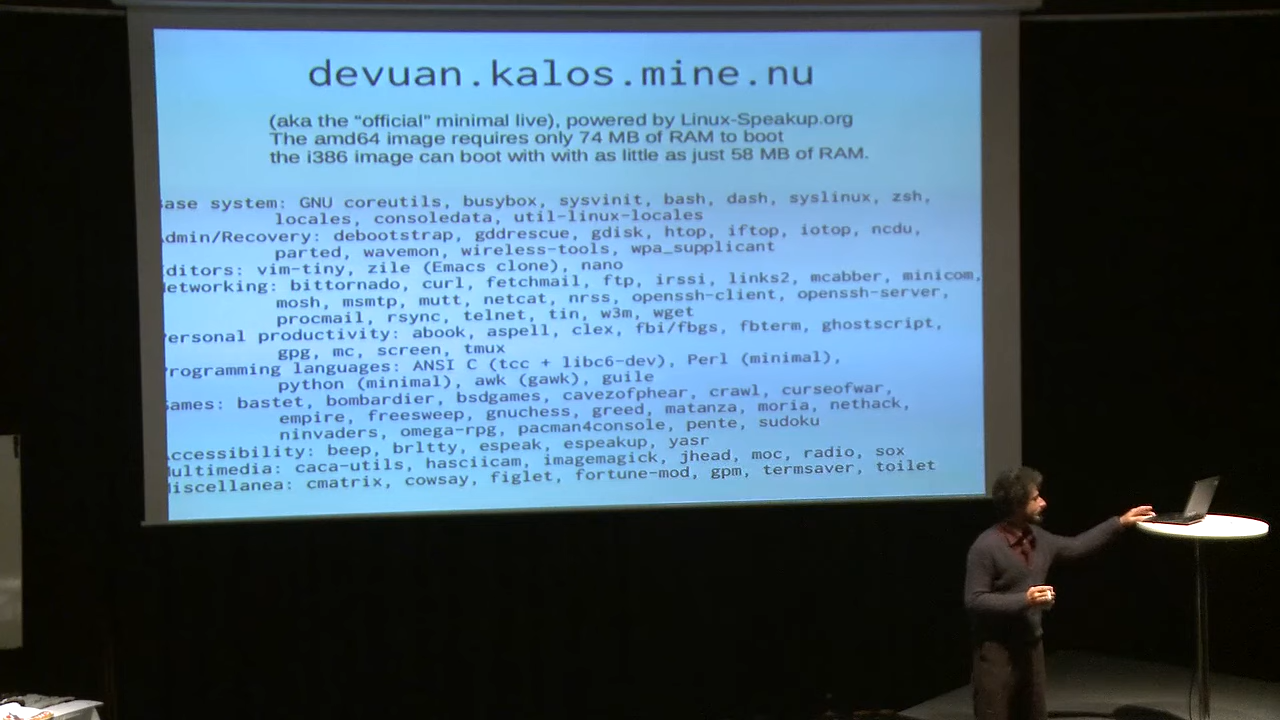 devuan.kalos.mine.nu
(aka the “official” minimal live), powered by Linux-Speakup.org
The amd64 image requires only 74 MB of RAM to boot
the i386 image can boot with with as little as just 58 MB of RAM.
ase system: GNU coreutils, busybox, sysvinit, bash, dash, syslinux, zsh,
locales, consoledata, util-linux-locales
dmin/Recovery: debootstrap, gddrescue, gdisk, htop, iftop, iotop, ncdu,
parted, wavemon, wireless-tools, wpa_supplicant
ditors: vim-tiny, zile (Emacs clone), nano
etworking: bittornado, curl, fetchmail, ftp, irssi, links2, mcabber, minicom,
mosh, msmtp, mutt, netcat, nrss, openssh-client, openssh-server,
procmail, rsync, telnet, tin, w3m, wget
ersonal productivity: abook, aspell, clex, fbi/fbgs, fbterm, ghostscript,
gpg, mc, screen, tmux
rogramming languages: ANSI C (tcc + libc6-dev), Perl (minimal),
python (minimal), awk (gawk), guile
ames: bastet, bombardier, bsdgames, cavezofphear, crawl, curseofwar,
empire, freesweep, gnuchess, greed, matanza, moria, nethack,
ninvaders, omega-rpg, pacman4console, pente, sudoku
ccessibility: beep, brltty, espeak, espeakup, yasr
ultimedia: caca-utils, hasciicam, imagemagick, jhead, moc, radio, sox
iscellanea: cmatrix, cowsay, figlet, fortune-mod, gpm, termsaver, toilet